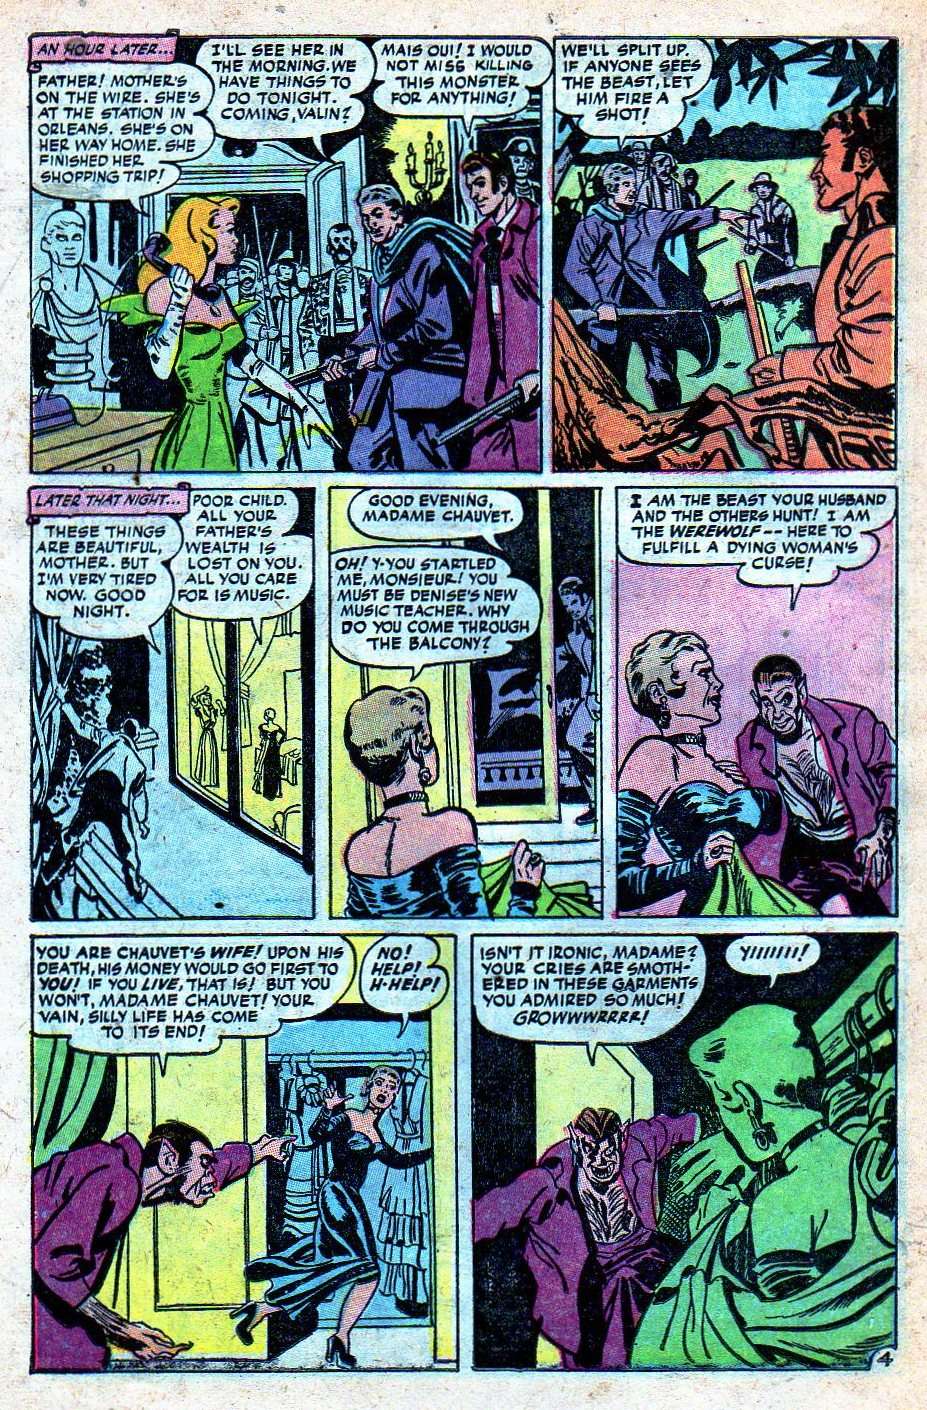 AN HOUR LATER...
FATHER! MOTHER'S
ON THE WIRE. SHE'S
AT THE STATION IN
ORLEANS. SHE'S ON
HER WAY HOME. SHE
FINISHED HER
SHOPPING TRIP!
I'LL SEE HER IN
THE MORNING. WE
HAVE THINGS TO
DO TONIGHT.
COMING, VALIN?
MAIS OUI! I WOULD
NOT MISS KILLING
THIS MONSTER
FOR ANYTHING!
WE'LL SPLIT UP.
IF ANYONE SEES
THE BEAST, LET
HIM FIRE A
SHOT!
LATER THAT NIGHT...
THESE THINGS
ARE BEAUTIFUL,
MOTHER. BUT
I'M VERY TIRED
NOW. GOOD
NIGHT.
POOR CHILD.
ALL YOUR
FATHER'S
WEALTH IS
LOST ON YOU.
ALL YOU CARE
FOR IS MUSIC.
GOOD EVENING,
MADAME CHAUVET.
OH! Y-YOU STARTLED
ME, MONSIEUR! YOU
MUST BE DENISE'S NEW
MUSIC TEACHER. WHY
DO YOU COME THROUGH
THE BALCONY?
I AM THE BEAST YOUR HUSBAND
AND THE OTHERS HUNT! I AM
THE WEREWOLF -- HERE TO
FULFILL A DYING WOMAN'S
CURSE!
YOU ARE CHAUVET'S WIFE! UPON HIS
DEATH, HIS MONEY WOULD GO FIRST TO
YOU! IF YOU LIVE, THAT IS! BUT YOU
WON'T, MADAME CHAUVET! YOUR
VAIN, SILLY LIFE HAS COME
TO ITS END!
NO!
HELP!
H-HELP!
ISN'T IT IRONIC, MADAME?
YOUR CRIES ARE SMOTH-
ERED IN THESE GARMENTS
YOU ADMIRED SO MUCH!
GROWWWRRRR!
YIIIIIII!
4